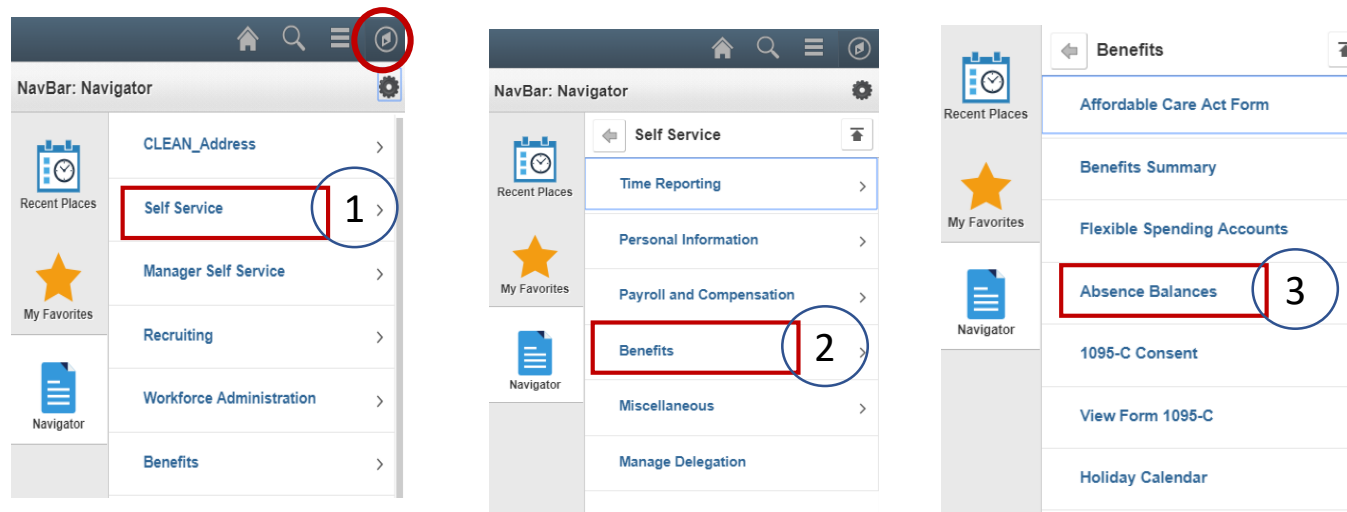 NavBar: Navigator
Recent Places
My Favorites
Navigator
CLEAN_Address
Self Service
1
Manager Self Service
Recruiting
Workforce Administration
Benefits
NavBar: Navigator
Recent Places
My Favorites
Navigator
Self Service
Time Reporting
Personal Information
Payroll and Compensation
Benefits
2
Miscellaneous
Manage Delegation
Recent Places
My Favorites
Navigator
Benefits
Affordable Care Act Form
Benefits Summary
Flexible Spending Accounts
Absence Balances
3
1095-C Consent
View Form 1095-C
Holiday Calendar